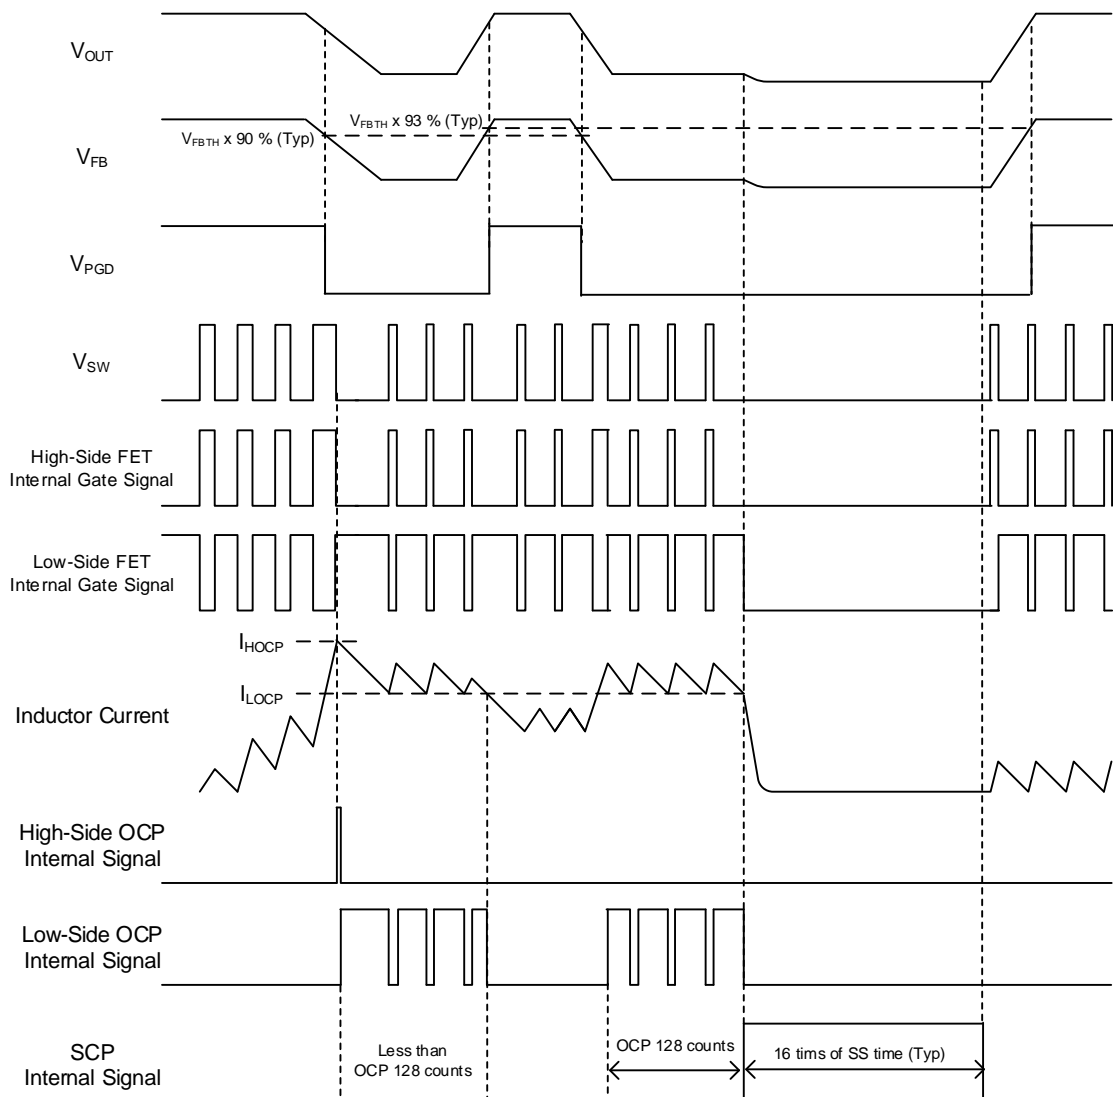 VOUT
VFBTH x 93 % (Typ)
VFBTH x 90 % (Typ)
VFB
VPGD
VSW
High-Side FET
Internal Gate Signal
Low-Side FET
Internal Gate Signal
IHOCP
ILOCP
Inductor Current
High-Side OCP
Internal Signal
Low-Side OCP
Internal Signal
SCP
Internal Signal
Less than
OCP 128 counts
OCP 128 counts
16 tims of SS time (Typ)